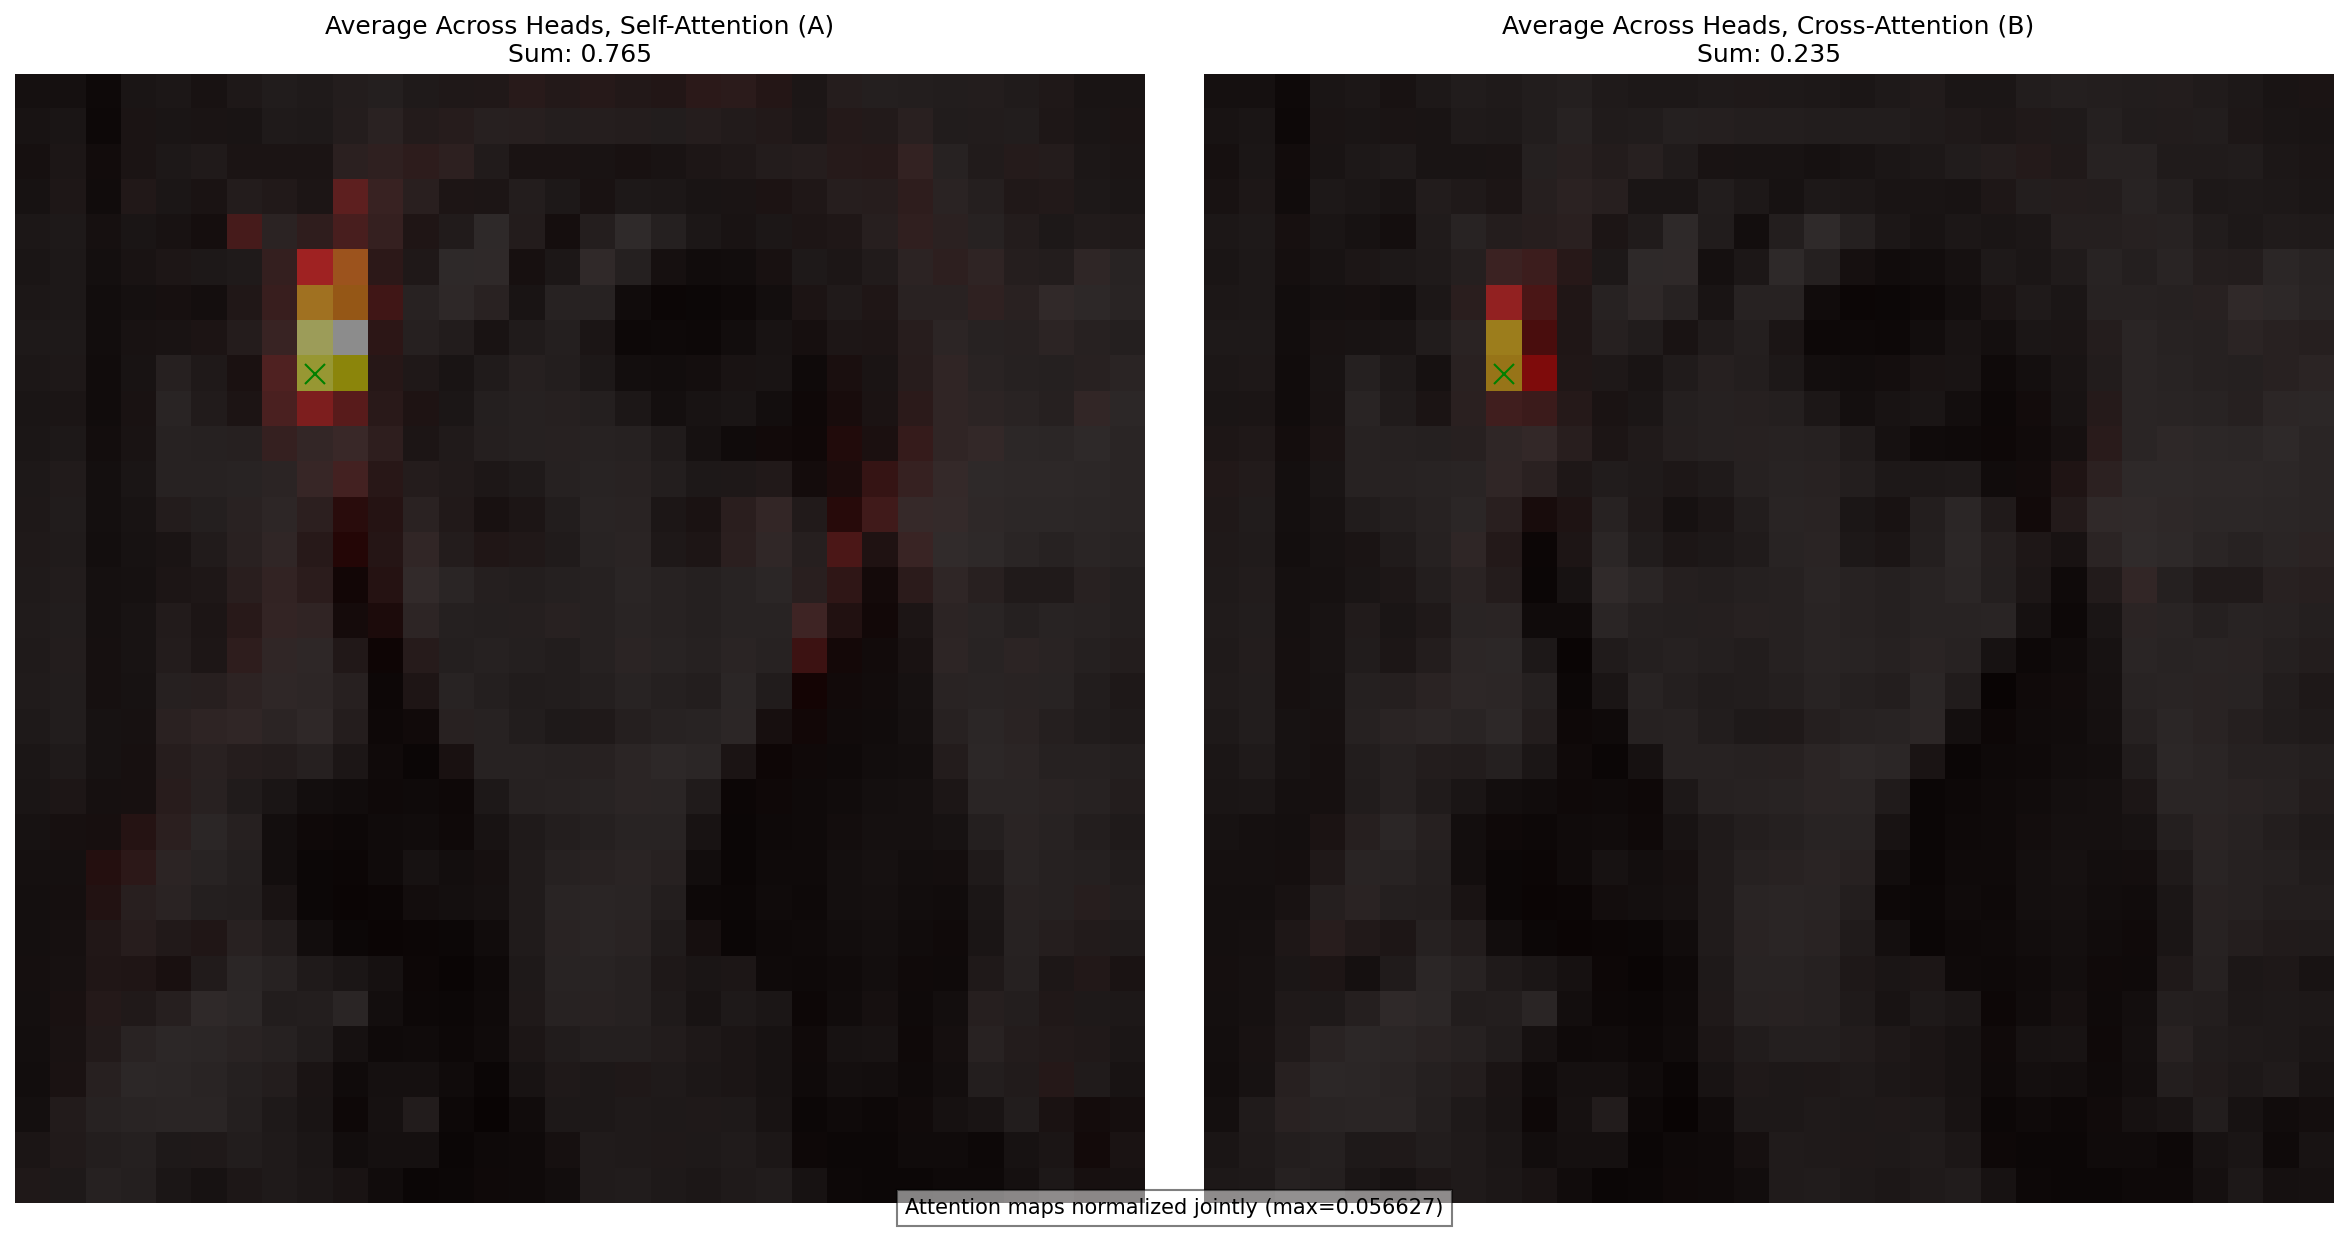 Average Across Heads, Self-Attention (A)
Sum: 0.765
Average Across Heads, Cross-Attention (B)
Sum: 0.235
Attention maps normalized jointly (max=0.056627)